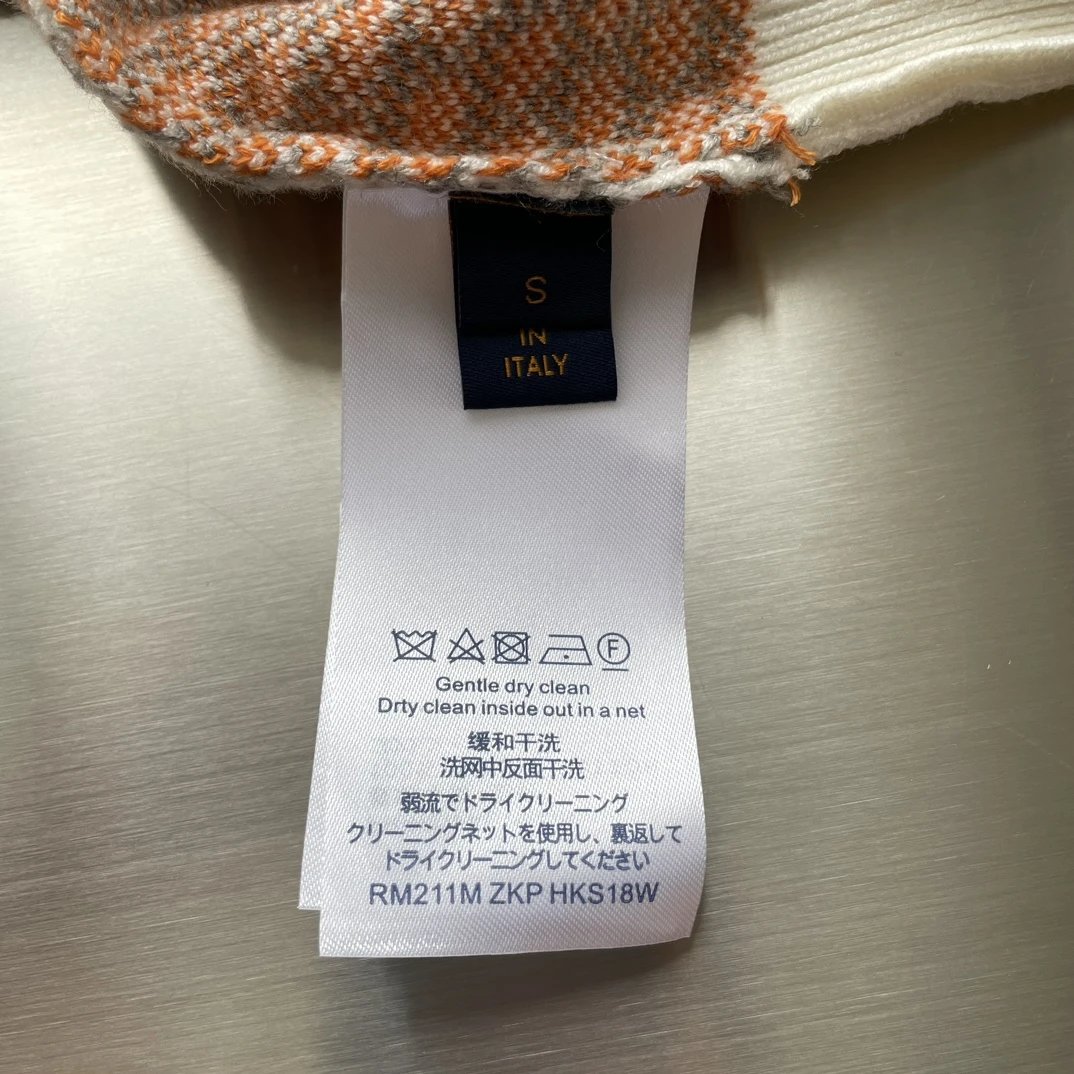 S
IN
ITALY
F
Gentle dry clean
Drty clean inside out in a net
缓和干洗
洗网中反面干洗
弱流でドライクリーニング
クリーニングネットを使用し、裏返して
ドライクリーニングしてください
RM211M ZKP HKS18W